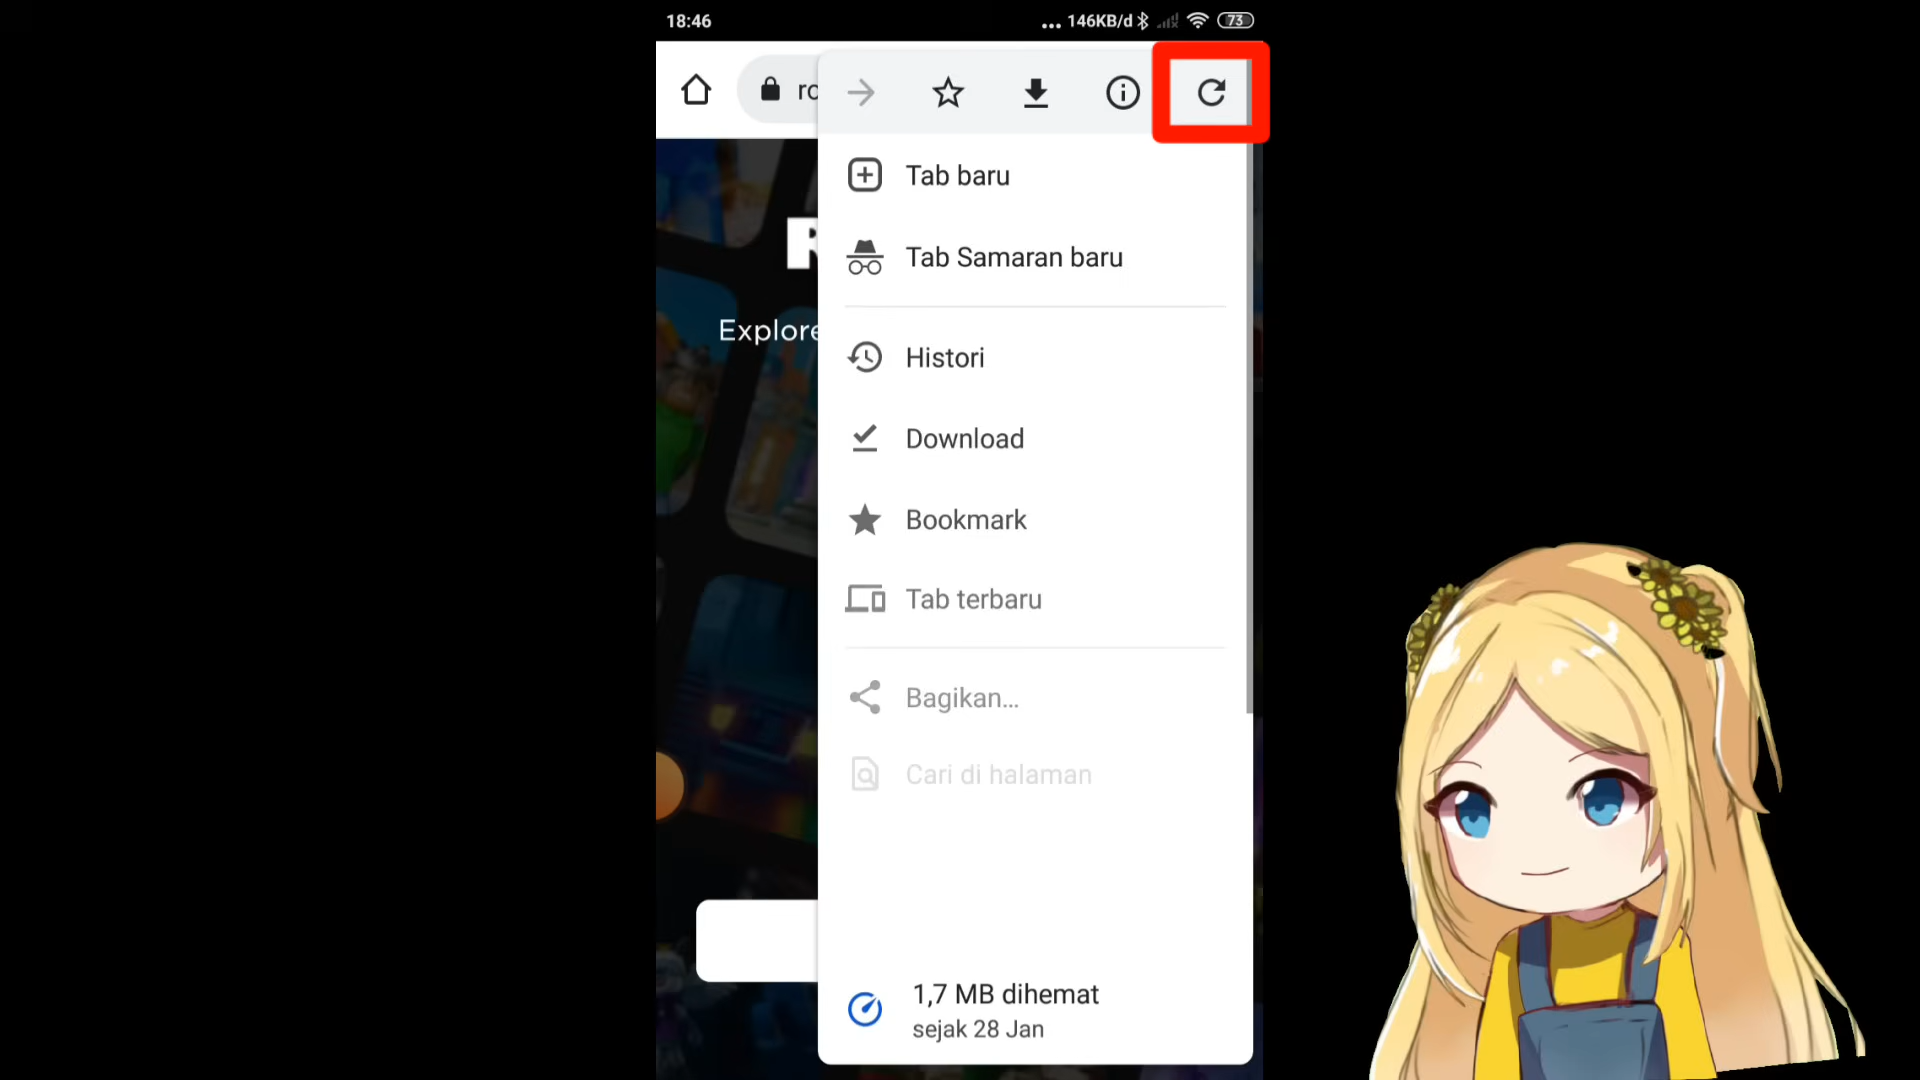 18:46
... 146KB/d 73
ro
Tab baru
Tab Samaran baru
Explore
Histori
Download
Bookmark
Tab terbaru
Bagikan...
Cari di halaman
1,7 MB dihemat
sejak 28 Jan